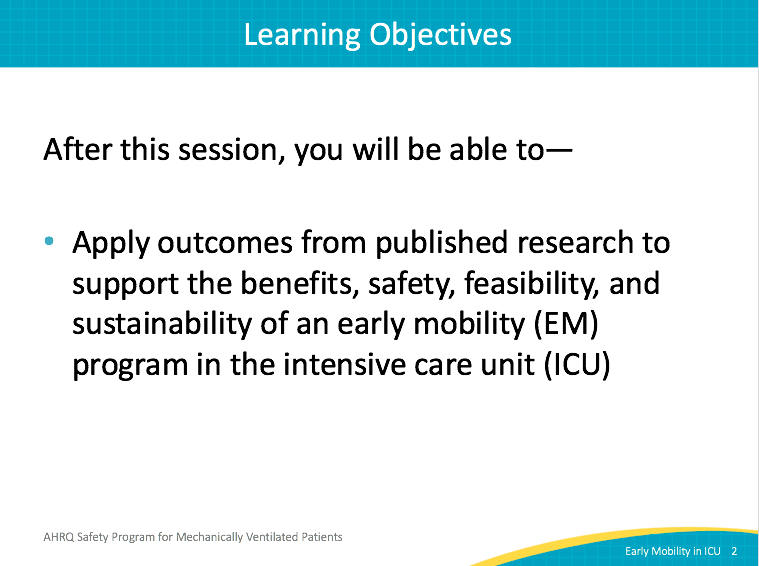 Learning Objectives
After this session, you will be able to—
• Apply outcomes from published research to
support the benefits, safety, feasibility, and
sustainability of an early mobility (EM)
program in the intensive care unit (ICU)
AHRQ Safety Program for Mechanically Ventilated Patients
Early Mobility in ICU 2